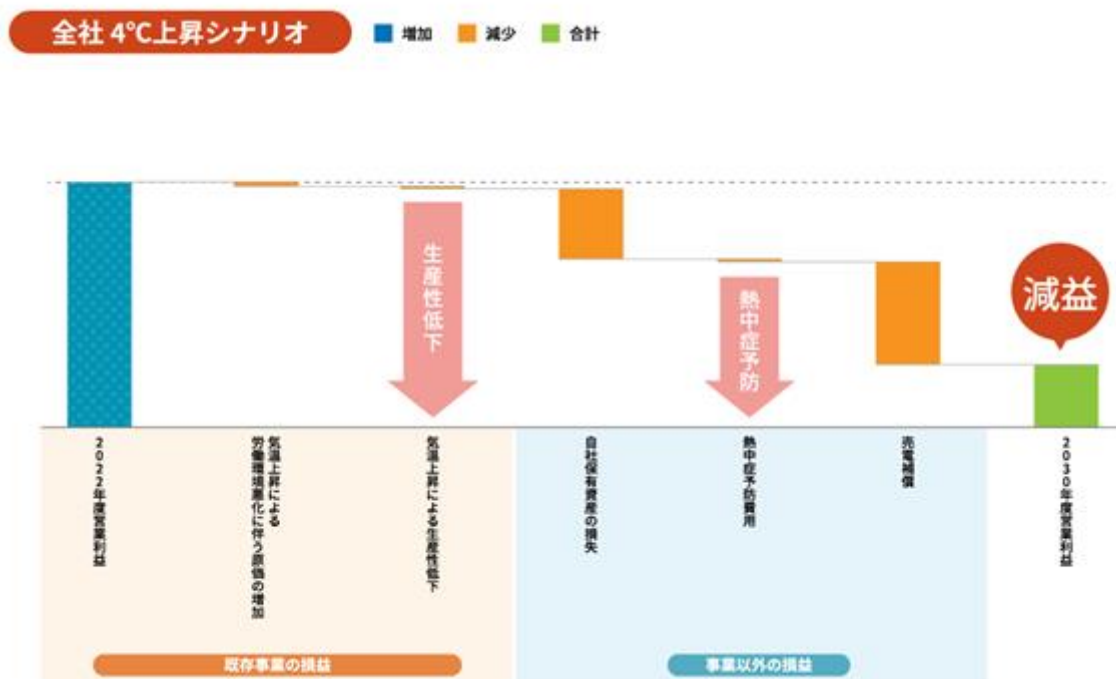 全社 4℃上昇シナリオ
増加
減少
合計
生産性低下
熱中症予防
減益
2022年度営業利益
気温上昇による
労働環境悪化に伴う原価の増加
気温上昇による生産性低下
自社保有資産の損失
熱中症予防費用
売電補償
2030年度営業利益
既存事業の損益
事業以外の損益